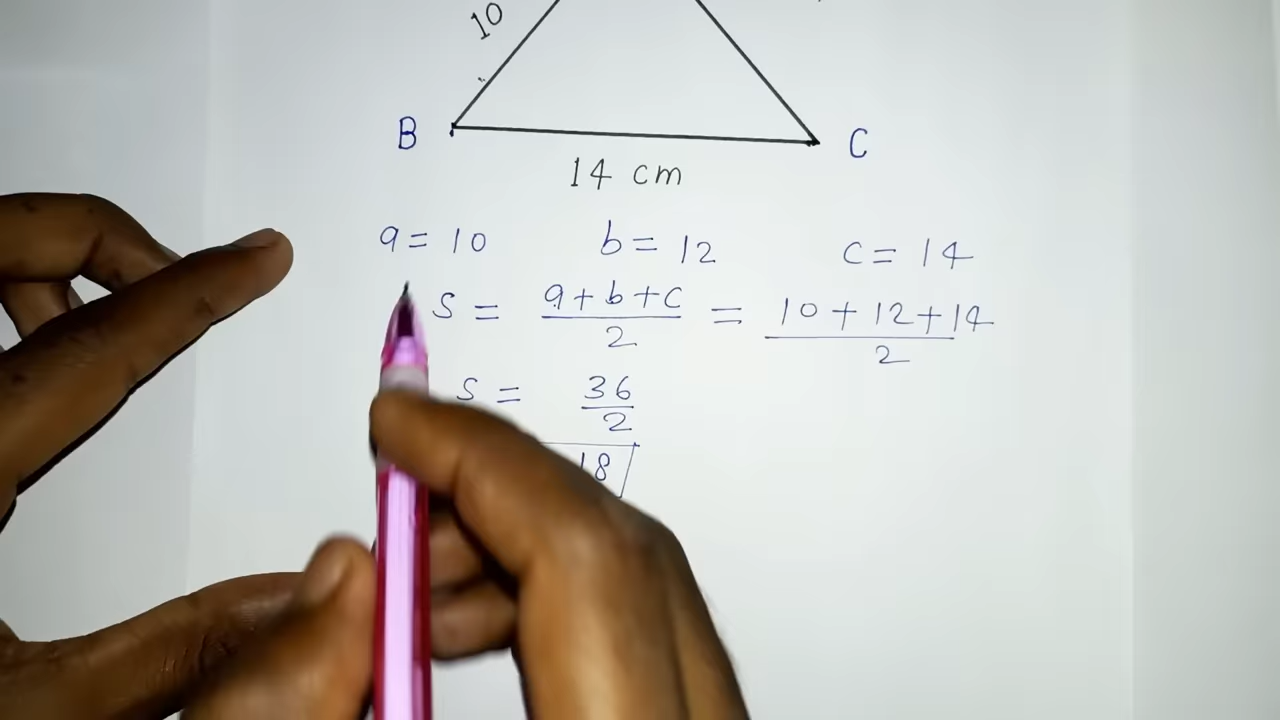 10
B
C
14 cm
a = 10 b = 12 c = 14
S = a + b + c / 2 = 10 + 12 + 14 / 2
S = 36 / 2
18